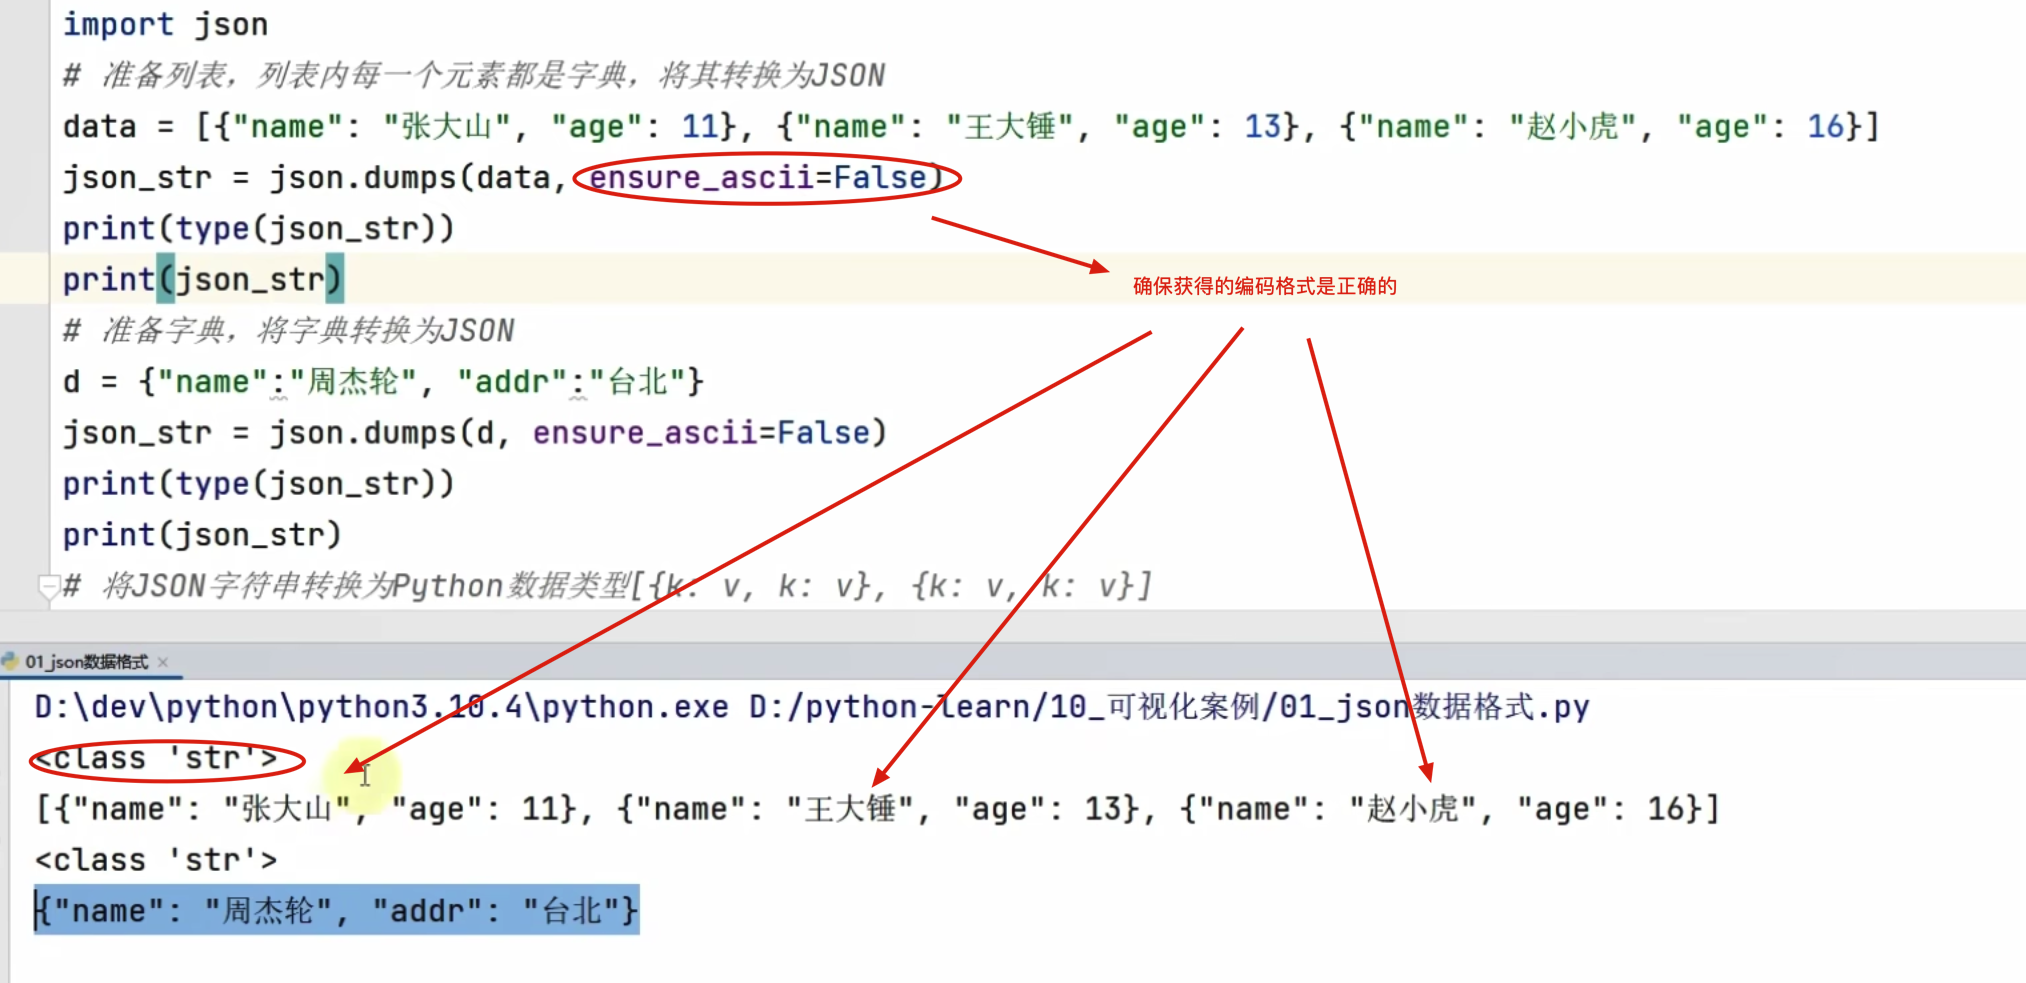 import json
# 准备列表，列表内每一个元素都是字典，将其转换为JSON
data = [{"name": "张大山", "age": 11}, {"name": "王大锤", "age": 13}, {"name": "赵小虎", "age": 16}]
json_str = json.dumps(data, ensure_ascii=False)
print(type(json_str))
print(json_str)
确保获得的编码格式是正确的
# 准备字典，将字典转换为JSON
d = {"name":"周杰轮", "addr":"台北"}
json_str = json.dumps(d, ensure_ascii=False)
print(type(json_str))
print(json_str)
# 将JSON字符串转换为Python数据类型[{k: v, k: v}, {k: v, k: v}]
01_json数据格式 ×
D:\dev\python\python3.10.4\python.exe D:/python-learn/10_可视化案例/01_json数据格式.py
<class 'str'>
[{"name": "张大山", "age": 11}, {"name": "王大锤", "age": 13}, {"name": "赵小虎", "age": 16}]
<class 'str'>
{"name": "周杰轮", "addr": "台北"}